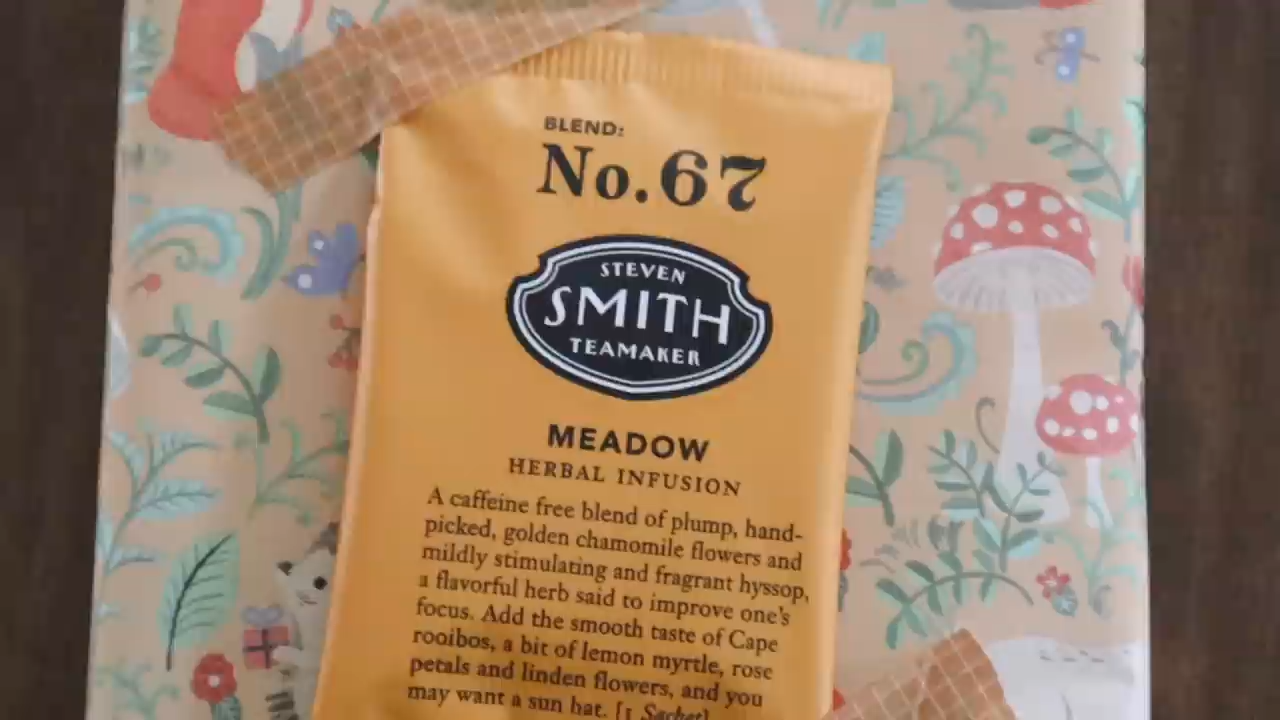 BLEND:
No. 67
STEVEN
SMITH
TEAMAKER
MEADOW
HERBAL INFUSION
A caffeine free blend of plump, hand-
picked, golden chamomile flowers and
mildly stimulating and fragrant hyssop,
a flavorful herb said to improve one's
focus. Add the smooth taste of Cape
rooibos, a bit of lemon myrtle, rose
petals and linden flowers, and you
may want a sun hat. [1 Sachet]